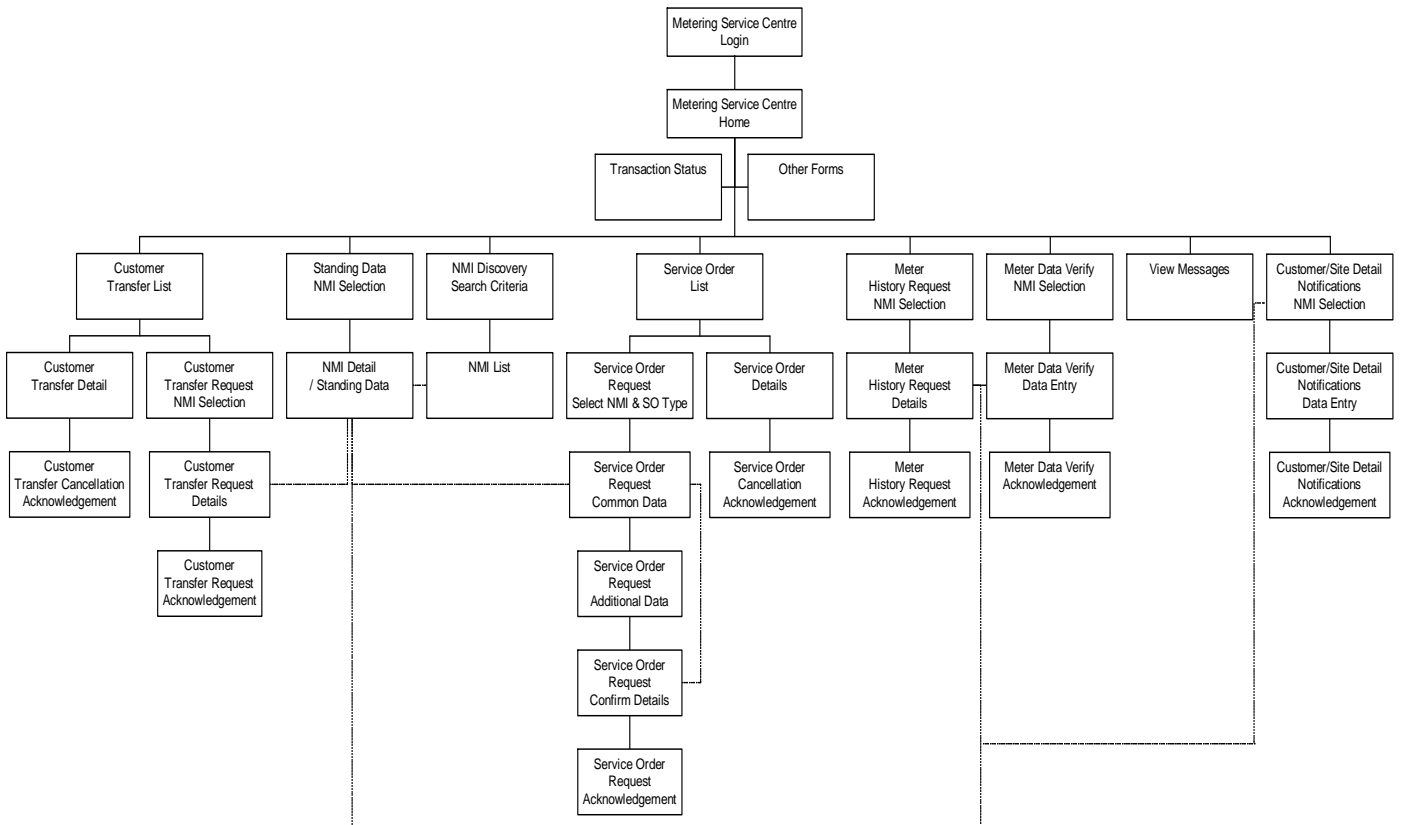 Metering Service Centre
Login
Metering Service Centre
Home
Transaction Status
Other Forms
Customer
Transfer List
Standing Data
NMI Selection
NMI Discovery
Search Criteria
Service Order
List
Meter
History Request
NMI Selection
Meter Data Verify
NMI Selection
View Messages
Customer/Site Detail
Notifications
NMI Selection
Customer
Transfer Detail
Customer
Transfer Request
NMI Selection
NMI Detail
/ Standing Data
NMI List
Service Order
Request
Select NMI & SO Type
Service Order
Details
Meter
History Request
Details
Meter Data Verify
Data Entry
Customer/Site Detail
Notifications
Data Entry
Customer
Transfer Cancellation
Acknowledgement
Customer
Transfer Request
Details
Service Order
Request
Common Data
Service Order
Cancellation
Acknowledgement
Meter
History Request
Acknowledgement
Meter Data Verify
Acknowledgement
Customer/Site Detail
Notifications
Acknowledgement
Customer
Transfer Request
Acknowledgement
Service Order
Request
Additional Data
Service Order
Request
Confirm Details
Service Order
Request
Acknowledgement